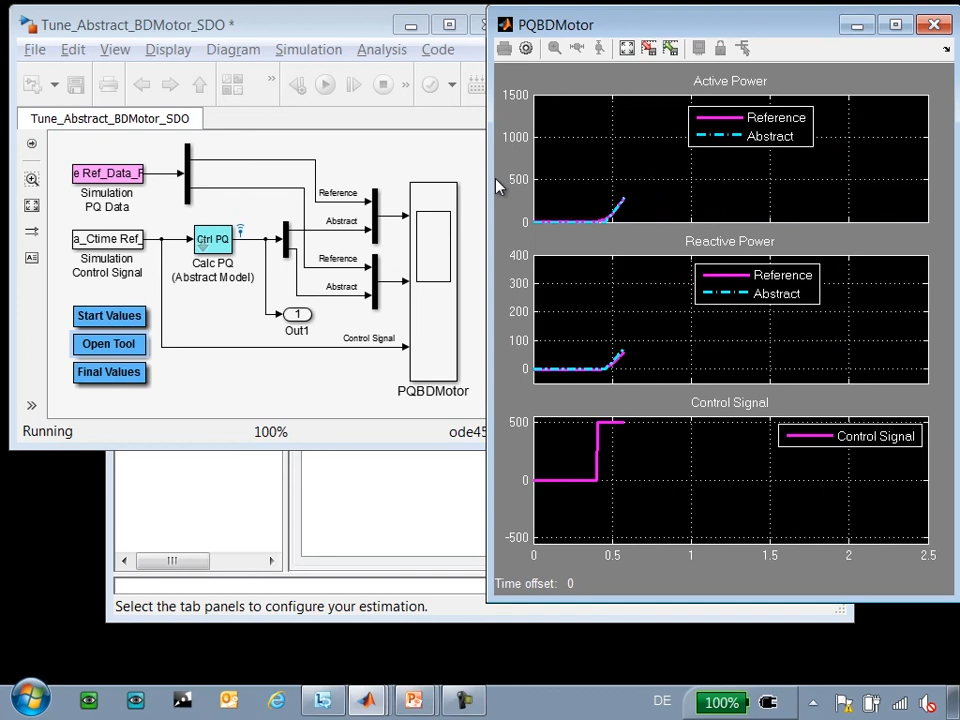 Tune_Abstract_BDMotor_SDO *
File Edit View Display Diagram Simulation Analysis Code
Tune_Abstract_BDMotor_SDO
e Ref_Data_F
Simulation
PQ Data
a_Ctime Ref_
Simulation
Control Signal
Ctrl PQ
Calc PQ
(Abstract Model)
Reference
Abstract
Reference
Abstract
1
Out1
Control Signal
PQBDMotor
Start Values
Open Tool
Final Values
Running 100% ode45
Select the tab panels to configure your estimation.
PQBDMotor
Active Power
1500
1000
500
0
Reference
Abstract
Reactive Power
400
300
200
100
0
Reference
Abstract
Control Signal
500
0
-500
Control Signal
0 0.5 1 1.5 2 2.5
Time offset: 0
DE 100%